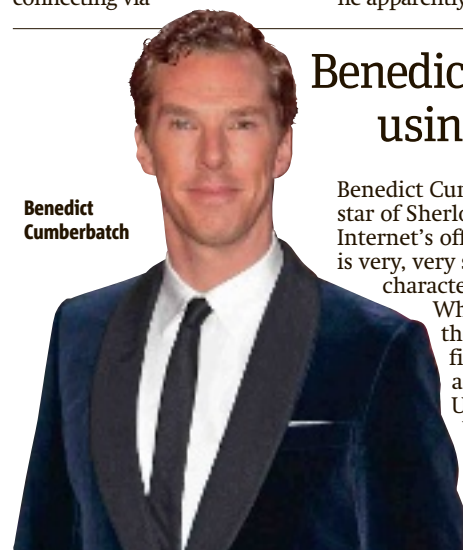 connecting via
he apparently
Benedic
usin
Benedict
Cumberbatch
Benedict Cur
star of Sherlo
Internet's off
is very, very s
characte
Wh
th
fi
a
U